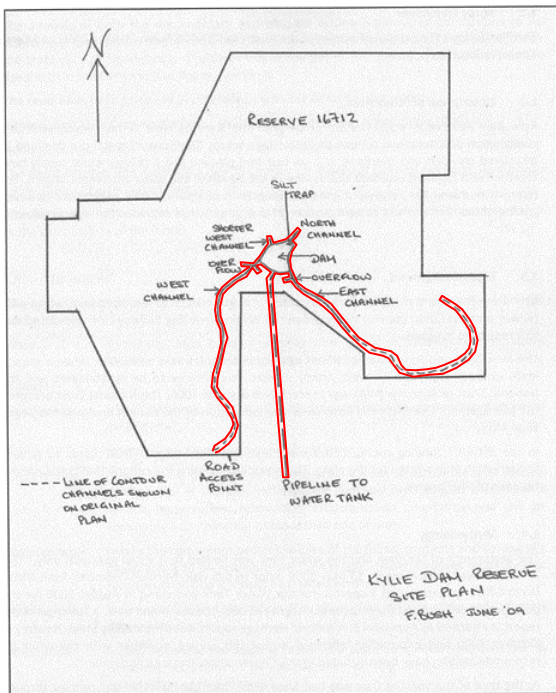 N
RESERVE 16712
SILT
TRAP
SHORTER
WEST
CHANNEL
NORTH
CHANNEL
DAM
OVER
FLOW
OVERFLOW
WEST
CHANNEL
EAST
CHANNEL
ROAD
ACCESS
POINT
PIPELINE TO
WATER TANK
---- LINE OF CONTOUR
CHANNELS SHOWN
ON ORIGINAL
PLAN
KYLIE DAM RESERVE
SITE PLAN
F.BUSH JUNE '09